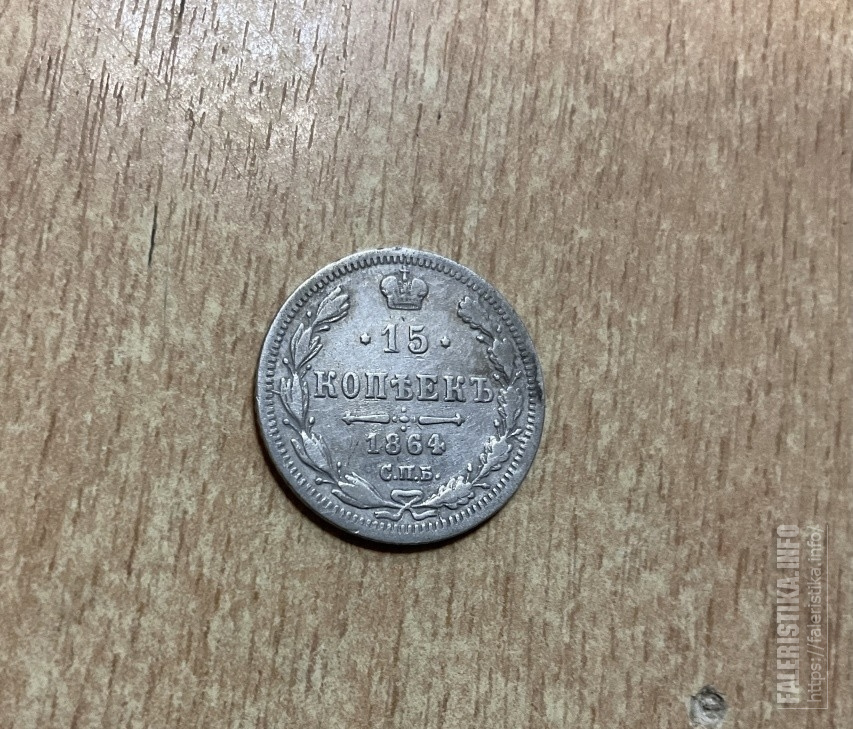 · 15 ·
КОПѢЕКЪ
1864
С.П.Б.
FALERISTIKA.INFO
https://faleristika.info